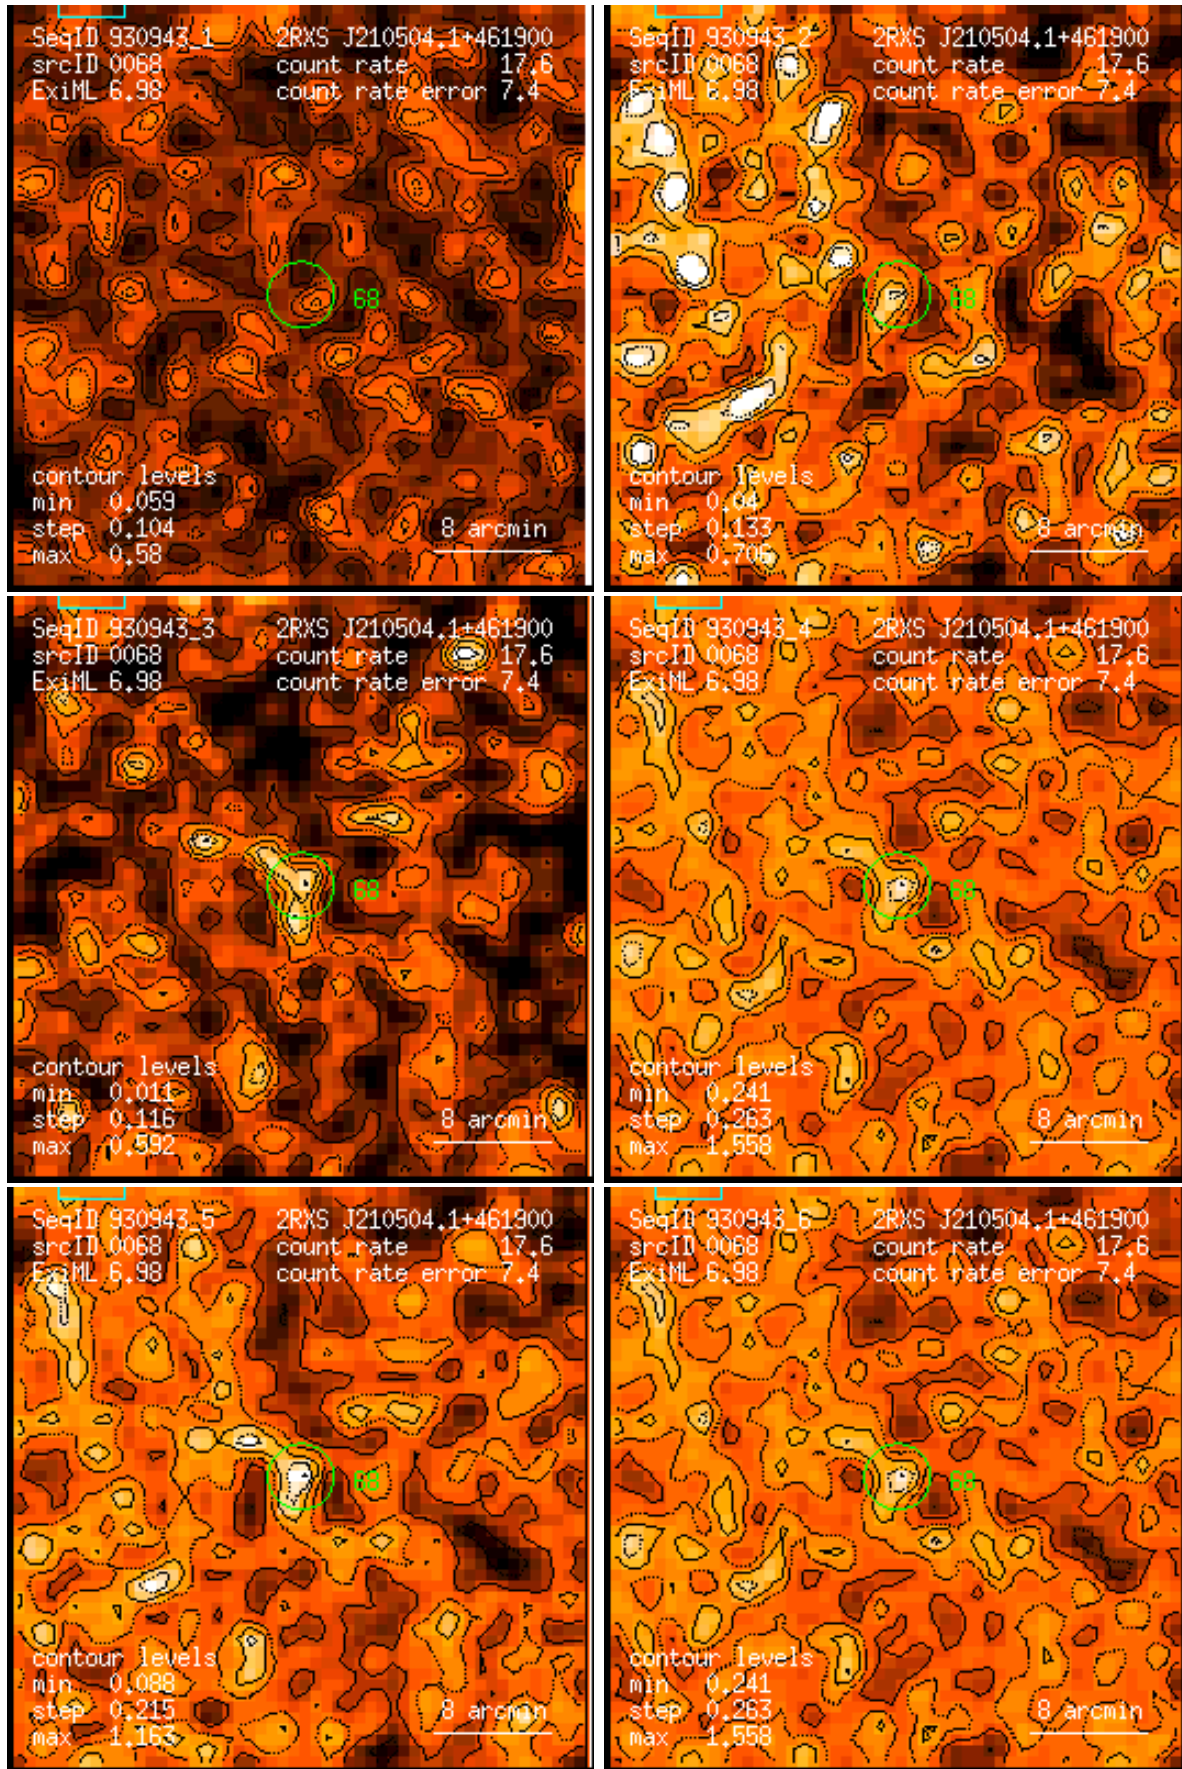 SeqID 930943_1 2RXS J210504.1+461900
srcID 0068 count rate 17.6
ExiML 6.98 count rate error 7.4
68
contour levels
min 0.059
step 0.104 8 arcmin
max 0.58
SeqID 930943_2 2RXS J210504.1+461900
srcID 0068 count rate 17.6
ExiML 6.98 count rate error 7.4
68
contour levels
min 0.04
step 0.133 8 arcmin
max 0.706
SeqID 930943_3 2RXS J210504.1+461900
srcID 0068 count rate 17.6
ExiML 6.98 count rate error 7.4
68
contour levels
min 0.011
step 0.116 8 arcmin
max 0.592
SeqID 930943_4 2RXS J210504.1+461900
srcID 0068 count rate 17.6
ExiML 6.98 count rate error 7.4
68
contour levels
min 0.241
step 0.263 8 arcmin
max 1.558
SeqID 930943_5 2RXS J210504.1+461900
srcID 0068 count rate 17.6
ExiML 6.98 count rate error 7.4
68
contour levels
min 0.088
step 0.215 8 arcmin
max 1.163
SeqID 930943_6 2RXS J210504.1+461900
srcID 0068 count rate 17.6
ExiML 6.98 count rate error 7.4
68
contour levels
min 0.241
step 0.263 8 arcmin
max 1.558